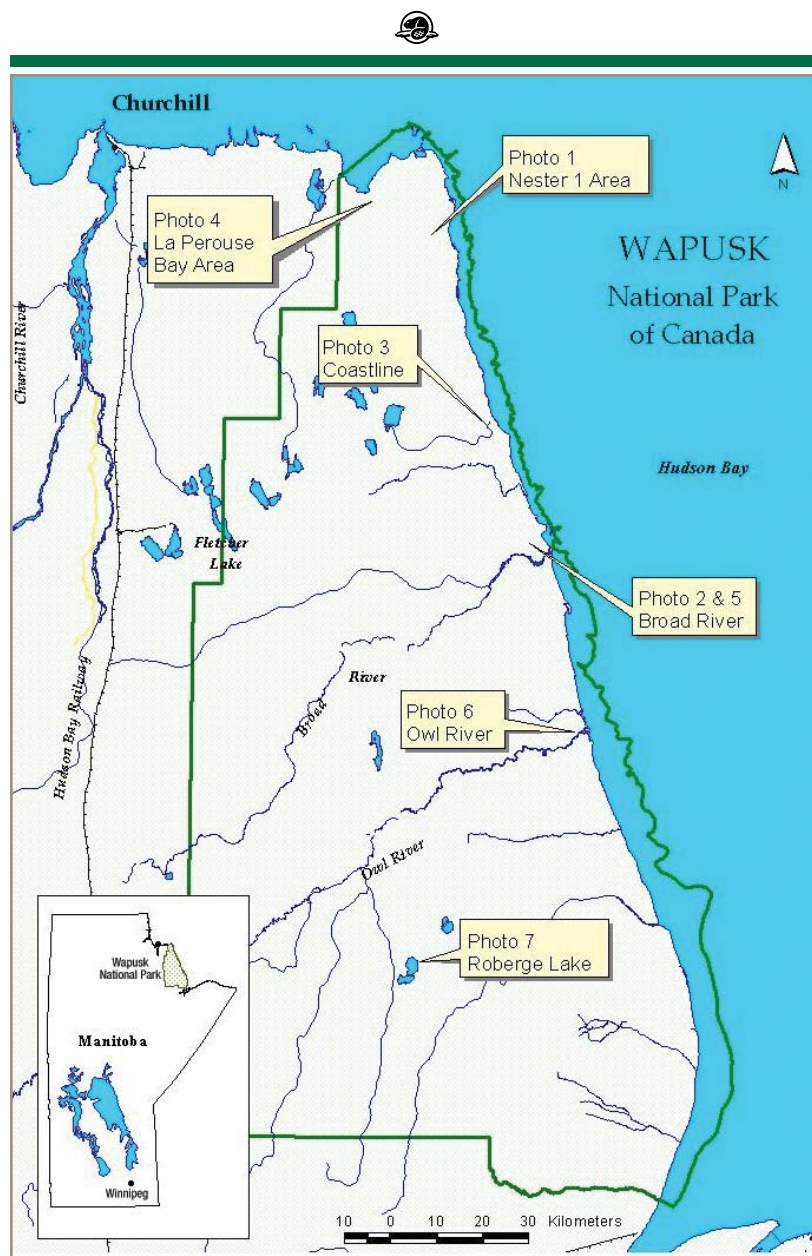 Churchill
Photo 1
Nester 1 Area
N
Photo 4
La Perouse
Bay Area
WAPUSK
National Park
of Canada
Churchill River
Photo 3
Coastline
Hudson Bay
Fletcher
Lake
Photo 2 & 5
Broad River
Hudson Bay Railway
Broad
River
Photo 6
Owl River
Owl River
Photo 7
Roberge Lake
Wapusk
National Park
Manitoba
Winnipeg
10 0 10 20 30 Kilometers